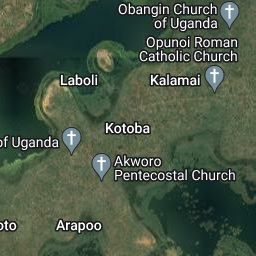 Obangin Church
of Uganda
Opunoi Roman
Catholic Church
Laboli
Kalamai
Kotoba
of Uganda
Akworo
Pentecostal Church
oto
Arapoo